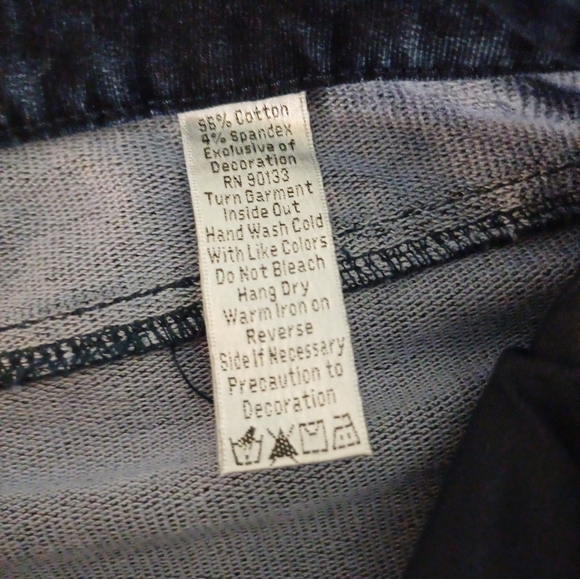 96% Cotton
4% Spandex
Exclusive of
Decoration
RN 90133
Turn Garment
Inside Out
Hand Wash Cold
With Like Colors
Do Not Bleach
Hang Dry
Warm Iron on
Reverse
Side If Necessary
Precaution to
Decoration